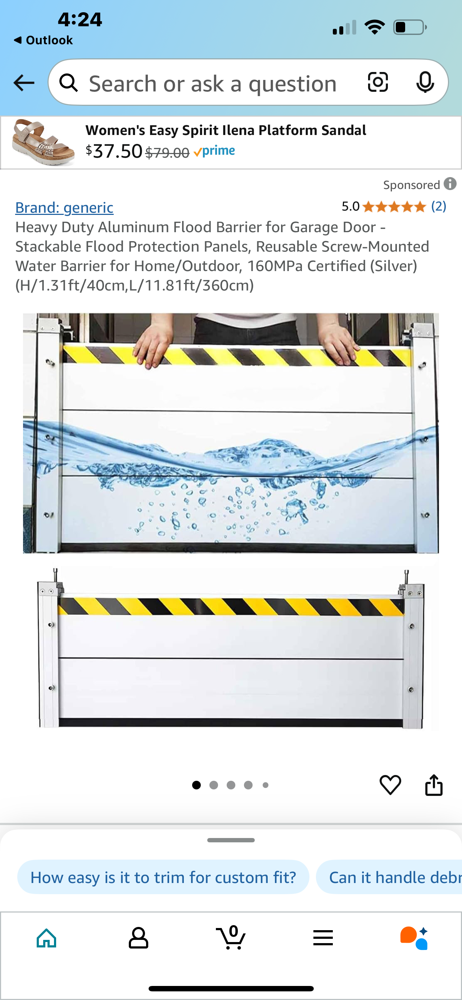 4:24
Outlook
Search or ask a question
Women's Easy Spirit Ilena Platform Sandal
$37.50 $79.00 prime
Sponsored
Brand: generic
5.0 (2)
Heavy Duty Aluminum Flood Barrier for Garage Door -
Stackable Flood Protection Panels, Reusable Screw-Mounted
Water Barrier for Home/Outdoor, 160MPa Certified (Silver)
(H/1.31ft/40cm,L/11.81ft/360cm)
How easy is it to trim for custom fit?
Can it handle debr
0